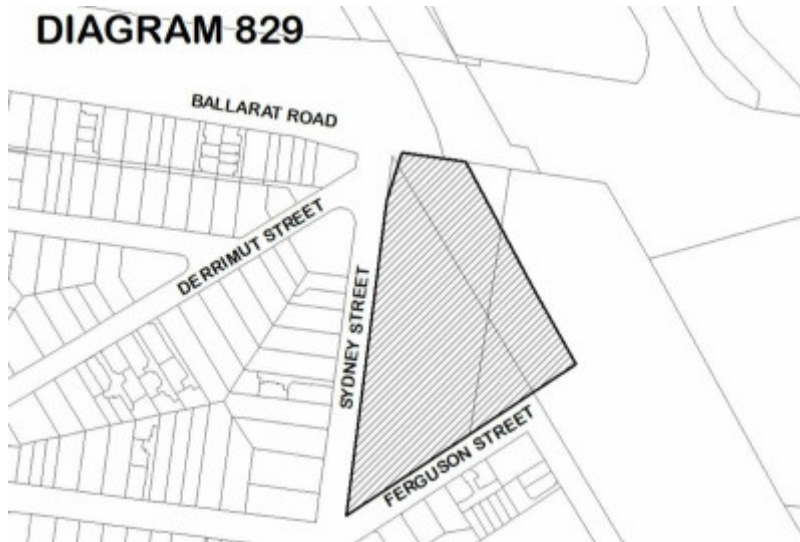 DIAGRAM 829
BALLARAT ROAD
DERRIMUT STREET
SYDNEY STREET
FERGUSON STREET